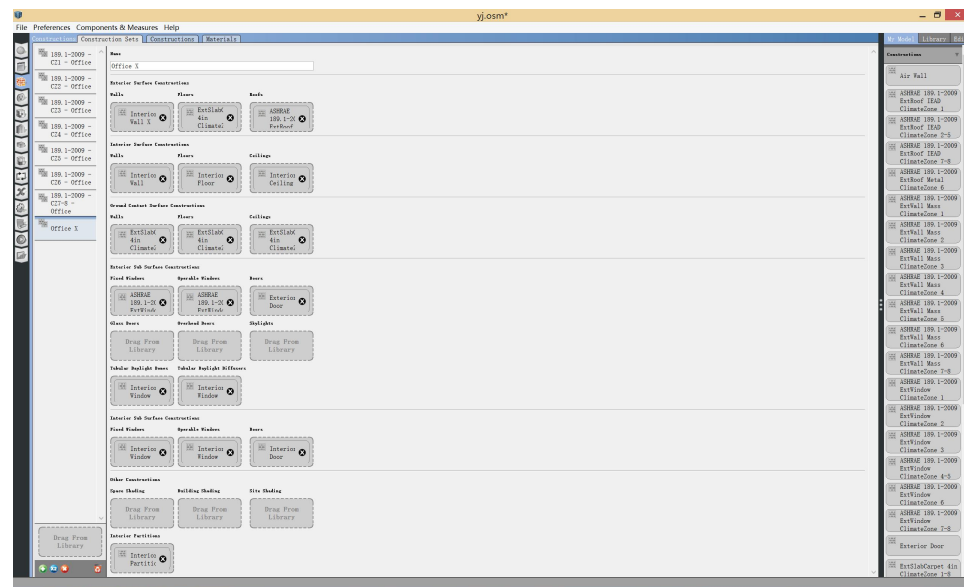 yj.osm*
File Preferences Components & Measures Help
Constructions Construction Sets Constructions Materials
My Model Library Edi
189.1-2009 -
CZ1 - Office
189.1-2009 -
CZ2 - Office
189.1-2009 -
CZ3 - Office
189.1-2009 -
CZ4 - Office
189.1-2009 -
CZ5 - Office
189.1-2009 -
CZ6 - Office
189.1-2009 -
CZ7-8 -
Office
Office X
Drag From
Library
Name
Office X
Exterior Surface Constructions
Walls Floors Roofs
Interior
Wall X
ExtSlabC
4in
ClimateZ
ASHRAE
189.1-20
ExtRoof
Interior Surface Constructions
Walls Floors Ceilings
Interior
Wall
Interior
Floor
Interior
Ceiling
Ground Contact Surface Constructions
Walls Floors Ceilings
ExtSlabC
4in
ClimateZ
ExtSlabC
4in
ClimateZ
ExtSlabC
4in
ClimateZ
Exterior Sub Surface Constructions
Fixed Windows Operable Windows Doors
ASHRAE
189.1-20
ExtWindo
ASHRAE
189.1-20
ExtWindo
Exterior
Door
Glass Doors Overhead Doors Skylights
Drag From
Library
Drag From
Library
Drag From
Library
Tubular Daylight Domes Tubular Daylight Diffusers
Interior
Window
Interior
Window
Interior Sub Surface Constructions
Fixed Windows Operable Windows Doors
Interior
Window
Interior
Window
Interior
Door
Other Constructions
Space Shading Building Shading Site Shading
Drag From
Library
Drag From
Library
Drag From
Library
Interior Partitions
Interior
Partitic
Constructions
Air Wall
ASHRAE 189.1-2009
ExtRoof IEAD
ClimateZone 1
ASHRAE 189.1-2009
ExtRoof IEAD
ClimateZone 2-5
ASHRAE 189.1-2009
ExtRoof IEAD
ClimateZone 7-8
ASHRAE 189.1-2009
ExtRoof Metal
ClimateZone 6
ASHRAE 189.1-2009
ExtWall Mass
ClimateZone 1
ASHRAE 189.1-2009
ExtWall Mass
ClimateZone 2
ASHRAE 189.1-2009
ExtWall Mass
ClimateZone 3
ASHRAE 189.1-2009
ExtWall Mass
ClimateZone 4
ASHRAE 189.1-2009
ExtWall Mass
ClimateZone 5
ASHRAE 189.1-2009
ExtWall Mass
ClimateZone 6
ASHRAE 189.1-2009
ExtWall Mass
ClimateZone 7-8
ASHRAE 189.1-2009
ExtWindow
ClimateZone 1
ASHRAE 189.1-2009
ExtWindow
ClimateZone 2
ASHRAE 189.1-2009
ExtWindow
ClimateZone 3
ASHRAE 189.1-2009
ExtWindow
ClimateZone 4-5
ASHRAE 189.1-2009
ExtWindow
ClimateZone 6
ASHRAE 189.1-2009
ExtWindow
ClimateZone 7-8
Exterior Door
ExtSlabCarpet 4in
ClimateZone 1-8